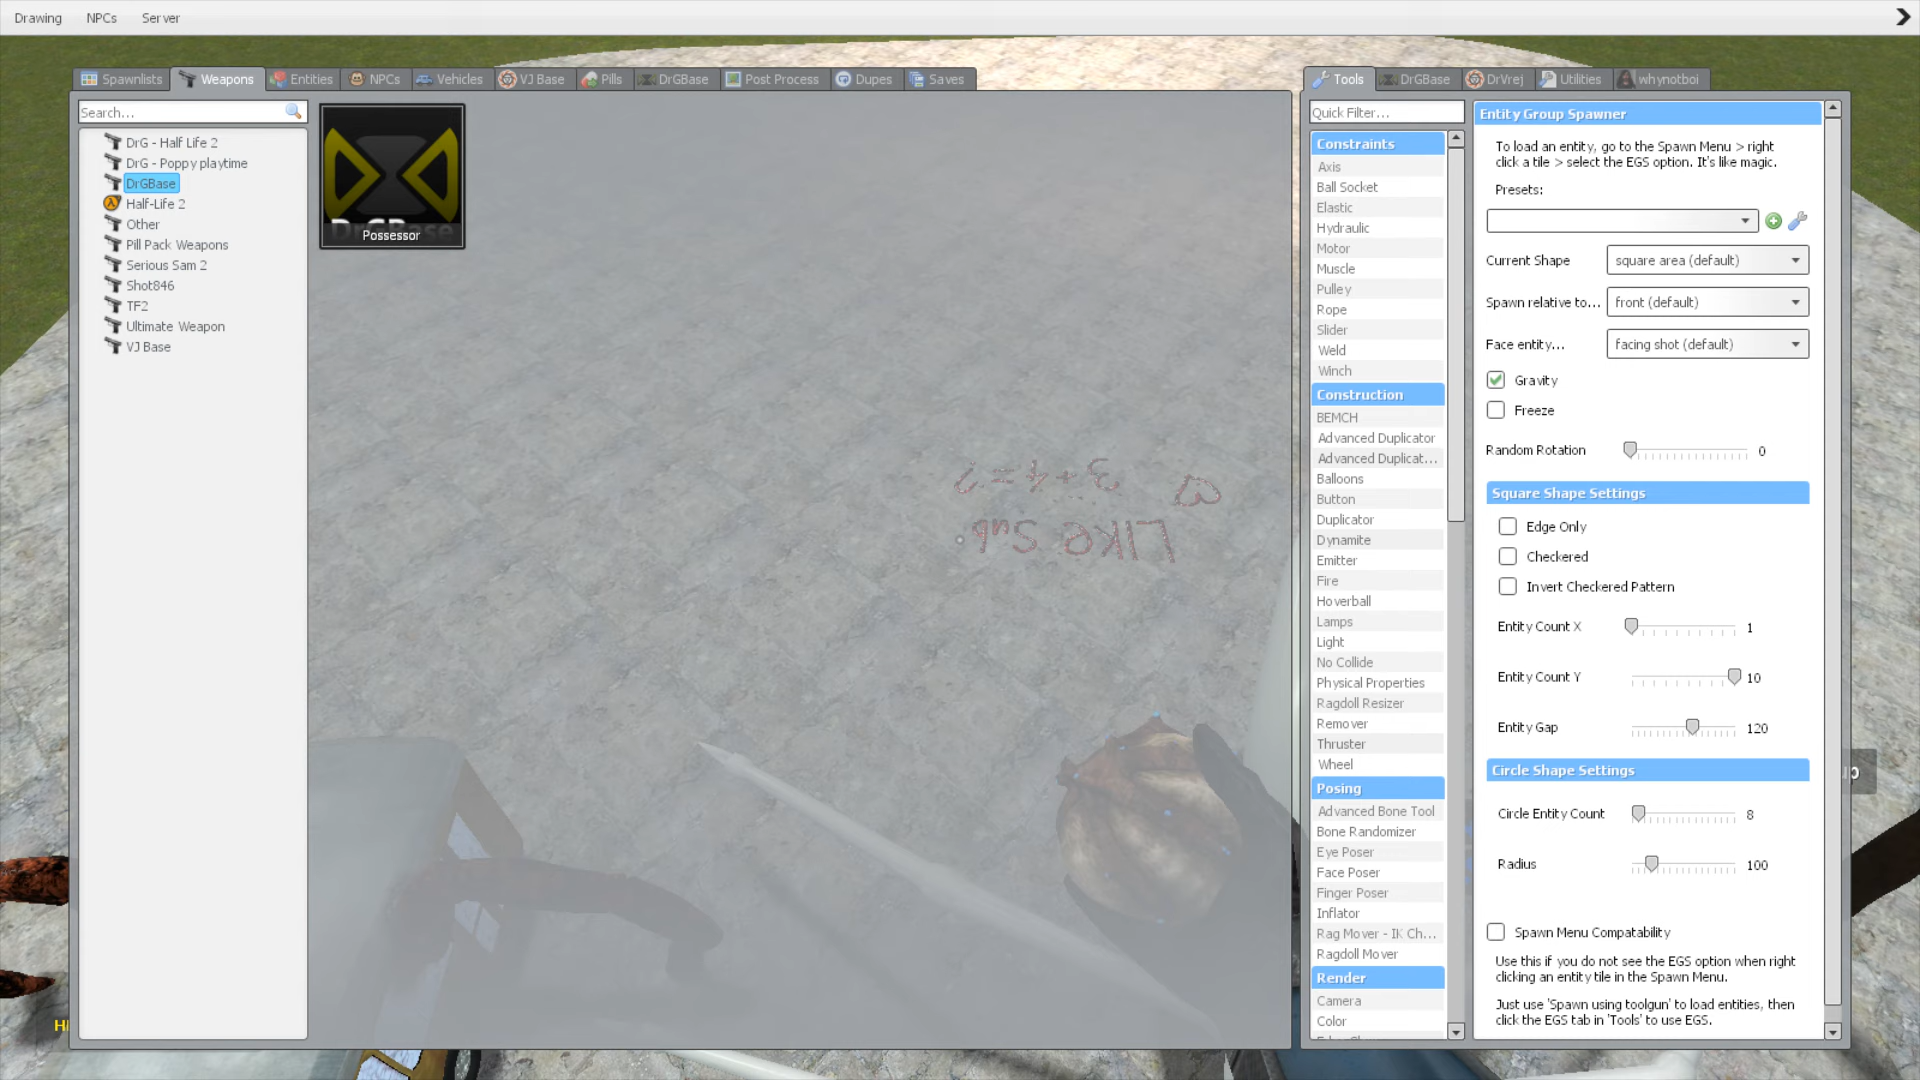 Drawing NPCs Server
Spawnlists Weapons Entities NPCs Vehicles VJ Base Pills DrGBase Post Process Dupes Saves
Search...
DrG - Half Life 2
DrG - Poppy playtime
DrGBase
Half-Life 2
Other
Pill Pack Weapons
Serious Sam 2
Shot846
TF2
Ultimate Weapon
VJ Base
DrGBase
Possessor
3+4=?
Like Sub
Tools DrGBase DrVrej Utilities whynotboi
Quick Filter...
Constraints
Axis
Ball Socket
Elastic
Hydraulic
Motor
Muscle
Pulley
Rope
Slider
Weld
Winch
Construction
BEMCH
Advanced Duplicator
Advanced Duplicat...
Balloons
Button
Duplicator
Dynamite
Emitter
Fire
Hoverball
Lamps
Light
No Collide
Physical Properties
Ragdoll Resizer
Remover
Thruster
Wheel
Posing
Advanced Bone Tool
Bone Randomizer
Eye Poser
Face Poser
Finger Poser
Inflator
Rag Mover - IK Ch...
Ragdoll Mover
Render
Camera
Color
Entity Group Spawner
To load an entity, go to the Spawn Menu > right
click a tile > select the EGS option. It's like magic.
Presets:
Current Shape square area (default)
Spawn relative to... front (default)
Face entity... facing shot (default)
Gravity
Freeze
Random Rotation 0
Square Shape Settings
Edge Only
Checkered
Invert Checkered Pattern
Entity Count X 1
Entity Count Y 10
Entity Gap 120
Circle Shape Settings
Circle Entity Count 8
Radius 100
Spawn Menu Compatability
Use this if you do not see the EGS option when right
clicking an entity tile in the Spawn Menu.
Just use 'Spawn using toolgun' to load entities, then
click the EGS tab in 'Tools' to use EGS.